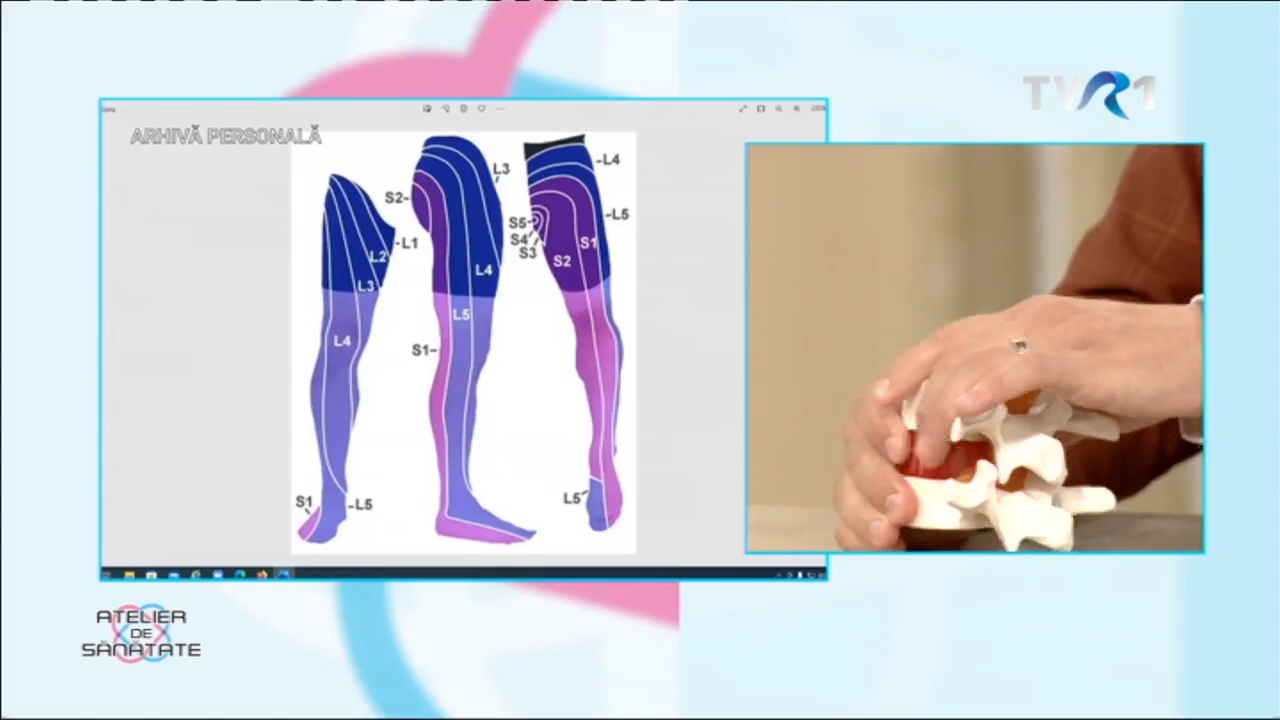 TVR1
ARHIVĂ PERSONALĂ
L3
L4
S2
L1
S5
L5
S4
S3
S1
L2
S2
L4
L3
L5
L4
S1
S1
L5
L5
ATELIER
DE
SĂNĂTATE